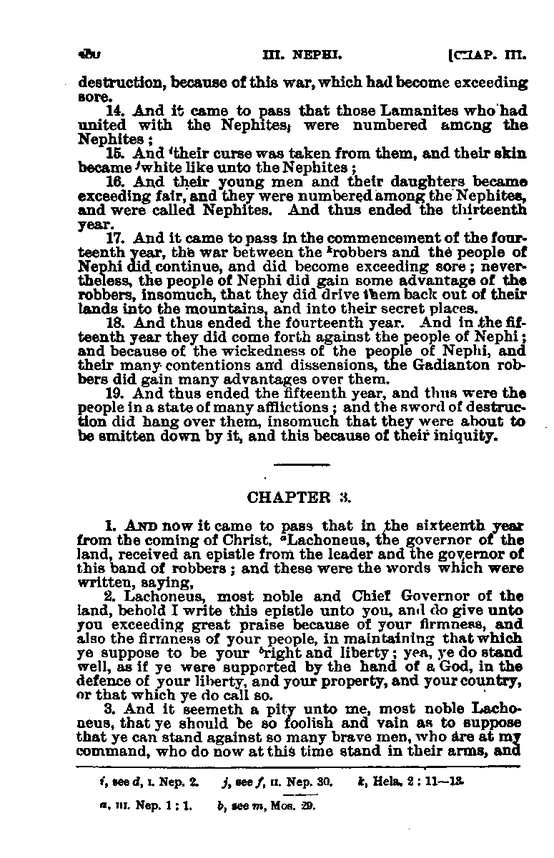 III. NEPHI. [CHAP. III.
destruction, because of this war, which had become exceeding
sore.
14. And it came to pass that those Lamanites who had
united with the Nephites, were numbered among the
Nephites;
15. And ᶦtheir curse was taken from them, and their skin
became ʲwhite like unto the Nephites;
16. And their young men and their daughters became
exceeding fair, and they were numbered among the Nephites,
and were called Nephites. And thus ended the thirteenth
year.
17. And it came to pass in the commencement of the four-
teenth year, the war between the ᵏrobbers and the people of
Nephi did continue, and did become exceeding sore; never-
theless, the people of Nephi did gain some advantage of the
robbers, insomuch, that they did drive them back out of their
lands into the mountains, and into their secret places.
18. And thus ended the fourteenth year. And in the fif-
teenth year they did come forth against the people of Nephi;
and because of the wickedness of the people of Nephi, and
their many contentions and dissensions, the Gadianton rob-
bers did gain many advantages over them.
19. And thus ended the fifteenth year, and thus were the
people in a state of many afflictions; and the sword of destruc-
tion did hang over them, insomuch that they were about to
be smitten down by it, and this because of their iniquity.
CHAPTER 3.
1. AND now it came to pass that in the sixteenth year
from the coming of Christ, ᵃLachoneus, the governor of the
land, received an epistle from the leader and the governor of
this band of robbers; and these were the words which were
written, saying,
2. Lachoneus, most noble and Chief Governor of the
land, behold I write this epistle unto you, and do give unto
you exceeding great praise because of your firmness, and
also the firmness of your people, in maintaining that which
ye suppose to be your ᵇright and liberty; yea, ye do stand
well, as if ye were supported by the hand of a God, in the
defence of your liberty, and your property, and your country,
or that which ye do call so.
3. And it seemeth a pity unto me, most noble Lacho-
neus, that ye should be so foolish and vain as to suppose
that ye can stand against so many brave men, who are at my
command, who do now at this time stand in their arms, and
i, see d, I. Nep. 2. j, see f, II. Nep. 30. k, Hela. 2 : 11—13.
a, III. Nep. 1 : 1. b, see m, Mos. 29.